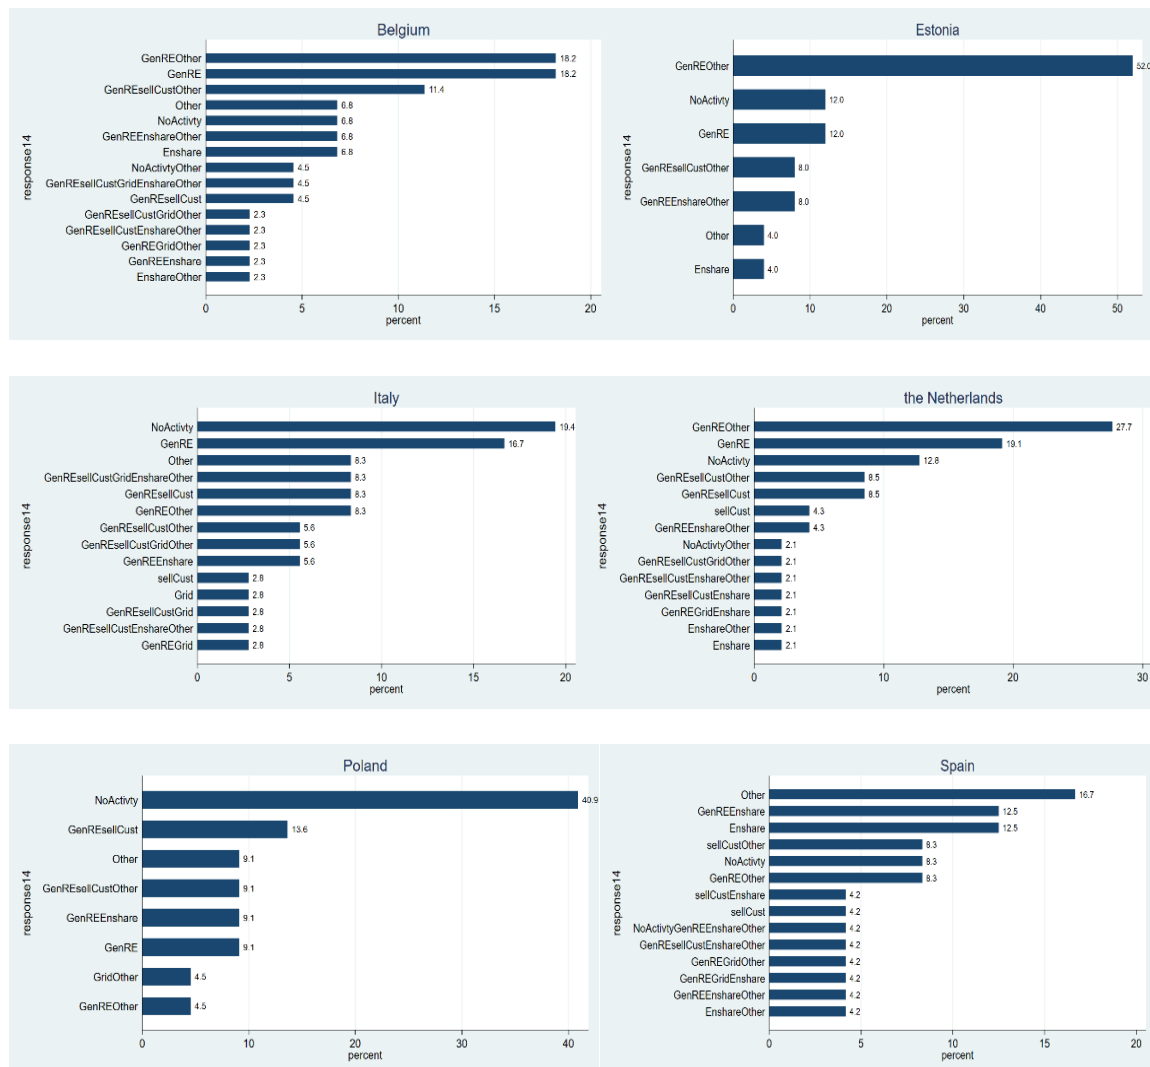 Belgium
response14
GenREOther 18.2
GenRE 18.2
GenREsellCustOther 11.4
Other 6.8
NoActivty 6.8
GenREEnshareOther 6.8
Enshare 6.8
NoActivtyOther 4.5
GenREsellCustGridEnshareOther 4.5
GenREsellCust 4.5
GenREsellCustGridOther 2.3
GenREsellCustEnshareOther 2.3
GenREGridOther 2.3
GenREEnshare 2.3
EnshareOther 2.3
0 5 10 15 20
percent
Estonia
response14
GenREOther 52.0
NoActivty 12.0
GenRE 12.0
GenREsellCustOther 8.0
GenREEnshareOther 8.0
Other 4.0
Enshare 4.0
0 10 20 30 40 50
percent
Italy
response14
NoActivty 19.4
GenRE 16.7
Other 8.3
GenREsellCustGridEnshareOther 8.3
GenREsellCust 8.3
GenREOther 8.3
GenREsellCustOther 5.6
GenREsellCustGridOther 5.6
GenREEnshare 5.6
sellCust 2.8
Grid 2.8
GenREsellCustGrid 2.8
GenREsellCustEnshareOther 2.8
GenREGrid 2.8
0 5 10 15 20
percent
the Netherlands
response14
GenREOther 27.7
GenRE 19.1
NoActivty 12.8
GenREsellCustOther 8.5
GenREsellCust 8.5
sellCust 4.3
GenREEnshareOther 4.3
NoActivtyOther 2.1
GenREsellCustGridOther 2.1
GenREsellCustEnshareOther 2.1
GenREsellCustEnshare 2.1
GenREGridEnshare 2.1
EnshareOther 2.1
Enshare 2.1
0 10 20 30
percent
Poland
response14
NoActivty 40.9
GenREsellCust 13.6
Other 9.1
GenREsellCustOther 9.1
GenREEnshare 9.1
GenRE 9.1
GridOther 4.5
GenREOther 4.5
0 10 20 30 40
percent
Spain
response14
Other 16.7
GenREEnshare 12.5
Enshare 12.5
sellCustOther 8.3
NoActivty 8.3
GenREOther 8.3
sellCustEnshare 4.2
sellCust 4.2
NoActivtyGenREEnshareOther 4.2
GenREsellCustEnshareOther 4.2
GenREGridOther 4.2
GenREGridEnshare 4.2
GenREEnshareOther 4.2
EnshareOther 4.2
0 5 10 15 20
percent